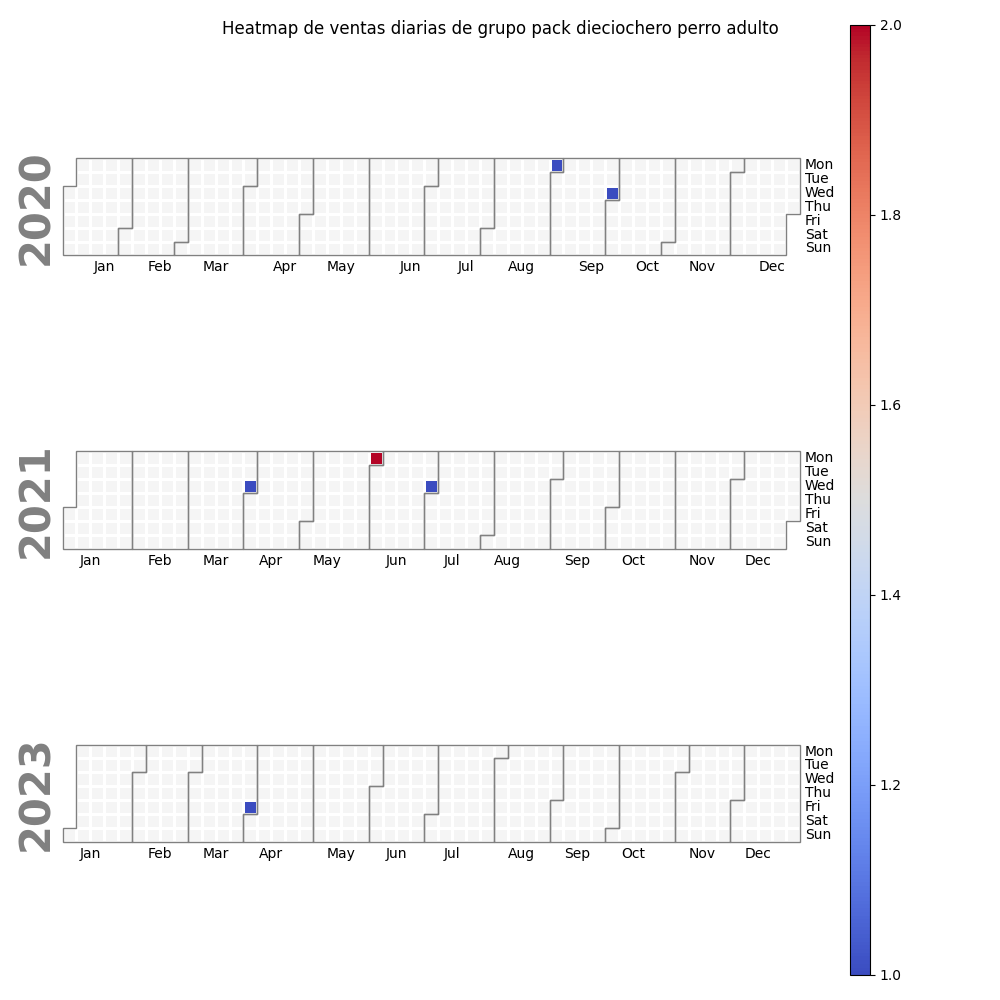 Heatmap de ventas diarias de grupo pack dieciochero perro adulto
2020
Mon
Tue
Wed
Thu
Fri
Sat
Sun
Jan Feb Mar Apr May Jun Jul Aug Sep Oct Nov Dec
2021
Mon
Tue
Wed
Thu
Fri
Sat
Sun
Jan Feb Mar Apr May Jun Jul Aug Sep Oct Nov Dec
2023
Mon
Tue
Wed
Thu
Fri
Sat
Sun
Jan Feb Mar Apr May Jun Jul Aug Sep Oct Nov Dec
2.0
1.8
1.6
1.4
1.2
1.0